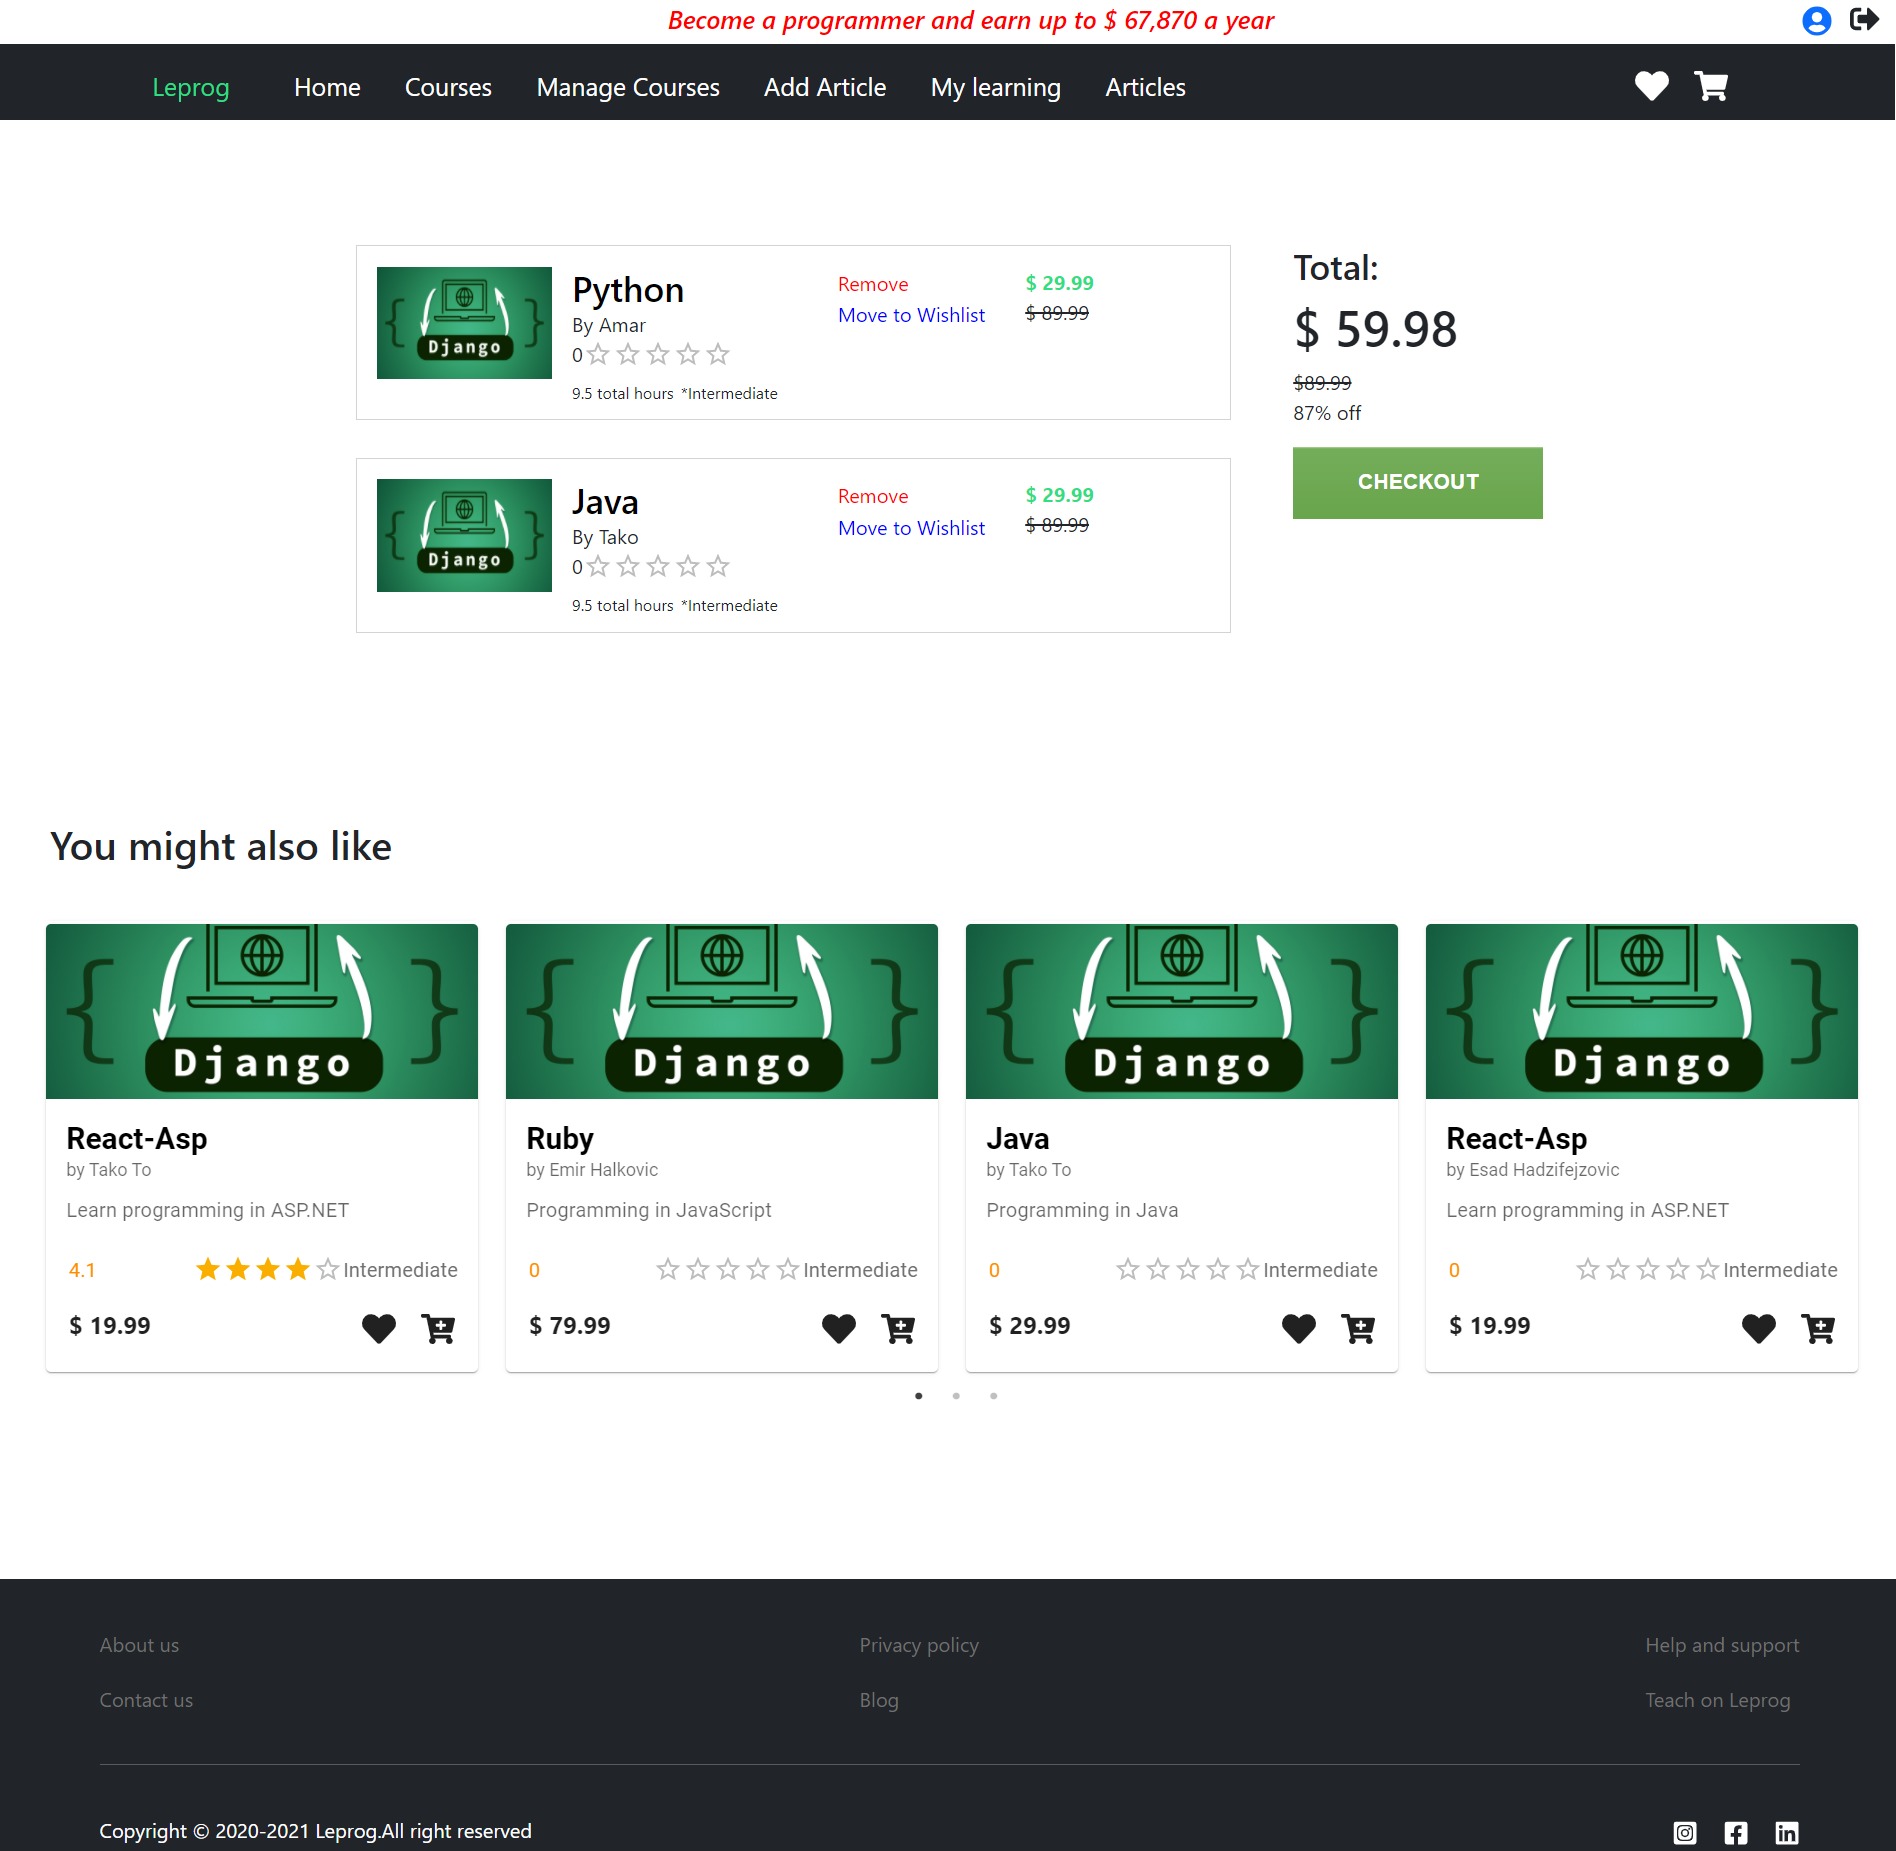 Become a programmer and earn up to $ 67,870 a year
Leprog Home Courses Manage Courses Add Article My learning Articles
Django
Python
By Amar
0
9.5 total hours *Intermediate
Remove
Move to Wishlist
$ 29.99
$ 89.99
Django
Java
By Tako
0
9.5 total hours *Intermediate
Remove
Move to Wishlist
$ 29.99
$ 89.99
Total:
$ 59.98
$89.99
87% off
CHECKOUT
You might also like
Django
React-Asp
by Tako To
Learn programming in ASP.NET
4.1 Intermediate
$ 19.99
Django
Ruby
by Emir Halkovic
Programming in JavaScript
0 Intermediate
$ 79.99
Django
Java
by Tako To
Programming in Java
0 Intermediate
$ 29.99
Django
React-Asp
by Esad Hadzifejzovic
Learn programming in ASP.NET
0 Intermediate
$ 19.99
About us
Contact us
Privacy policy
Blog
Help and support
Teach on Leprog
Copyright © 2020-2021 Leprog.All right reserved